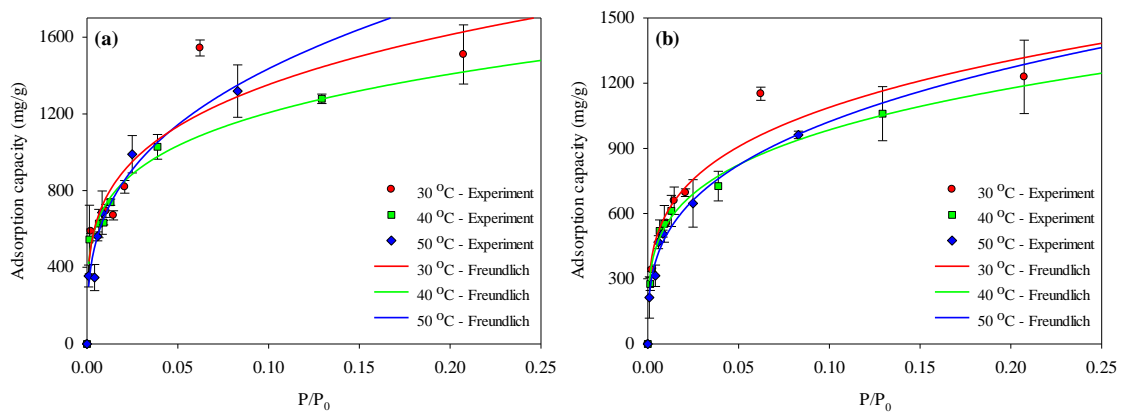 (a)
Adsorption capacity (mg/g)
1600
1200
800
400
0
30 ᴼC - Experiment
40 ᴼC - Experiment
50 ᴼC - Experiment
30 ᴼC - Freundlich
40 ᴼC - Freundlich
50 ᴼC - Freundlich
0.00 0.05 0.10 0.15 0.20 0.25
P/P₀
(b)
Adsorption capacity (mg/g)
1500
1200
900
600
300
0
30 ᴼC - Experiment
40 ᴼC - Experiment
50 ᴼC - Experiment
30 ᴼC - Freundlich
40 ᴼC - Freundlich
50 ᴼC - Freundlich
0.00 0.05 0.10 0.15 0.20 0.25
P/P₀